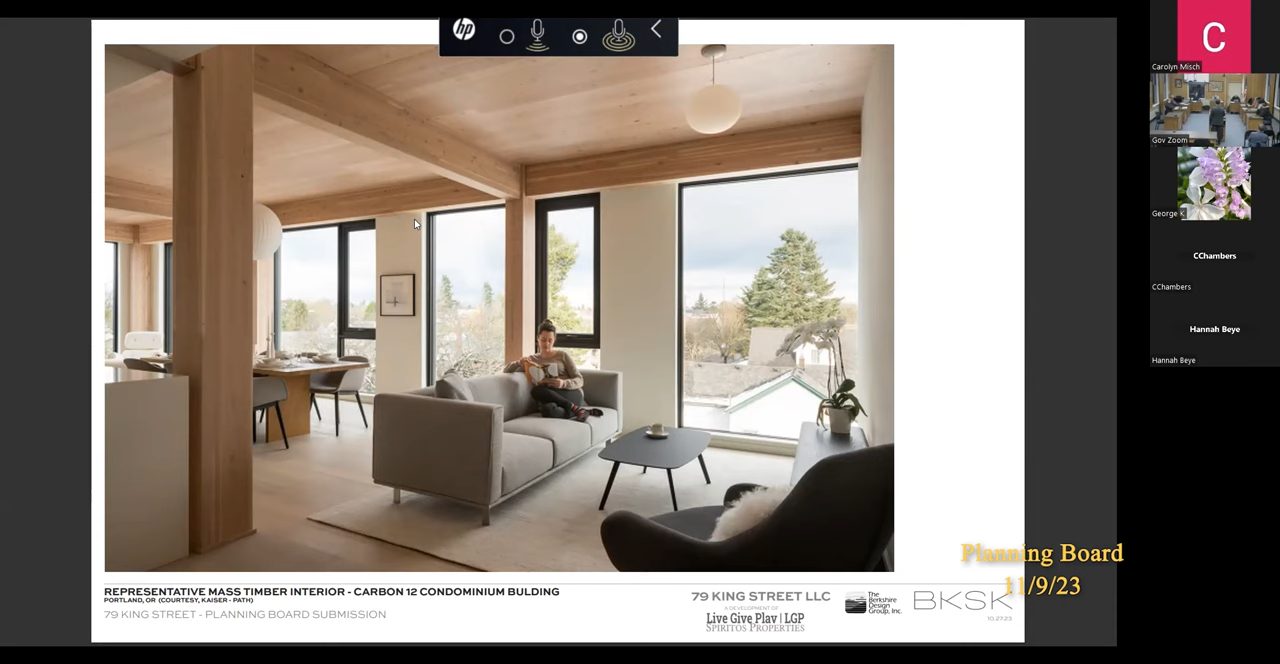 hp
C
Carolyn Misch
Gov Zoom
George K
CChambers
CChambers
Hannah Beye
Hannah Beye
Planning Board
11/9/23
REPRESENTATIVE MASS TIMBER INTERIOR - CARBON 12 CONDOMINIUM BULDING
PORTLAND, OR (COURTESY, KAISER - PATH)
79 KING STREET - PLANNING BOARD SUBMISSION
79 KING STREET LLC
A DEVELOPMENT OF
Live Give Play | LGP
SPIRITOS PROPERTIES
The
Berkshire
Design
Group, Inc.
BKSK
10.27.23